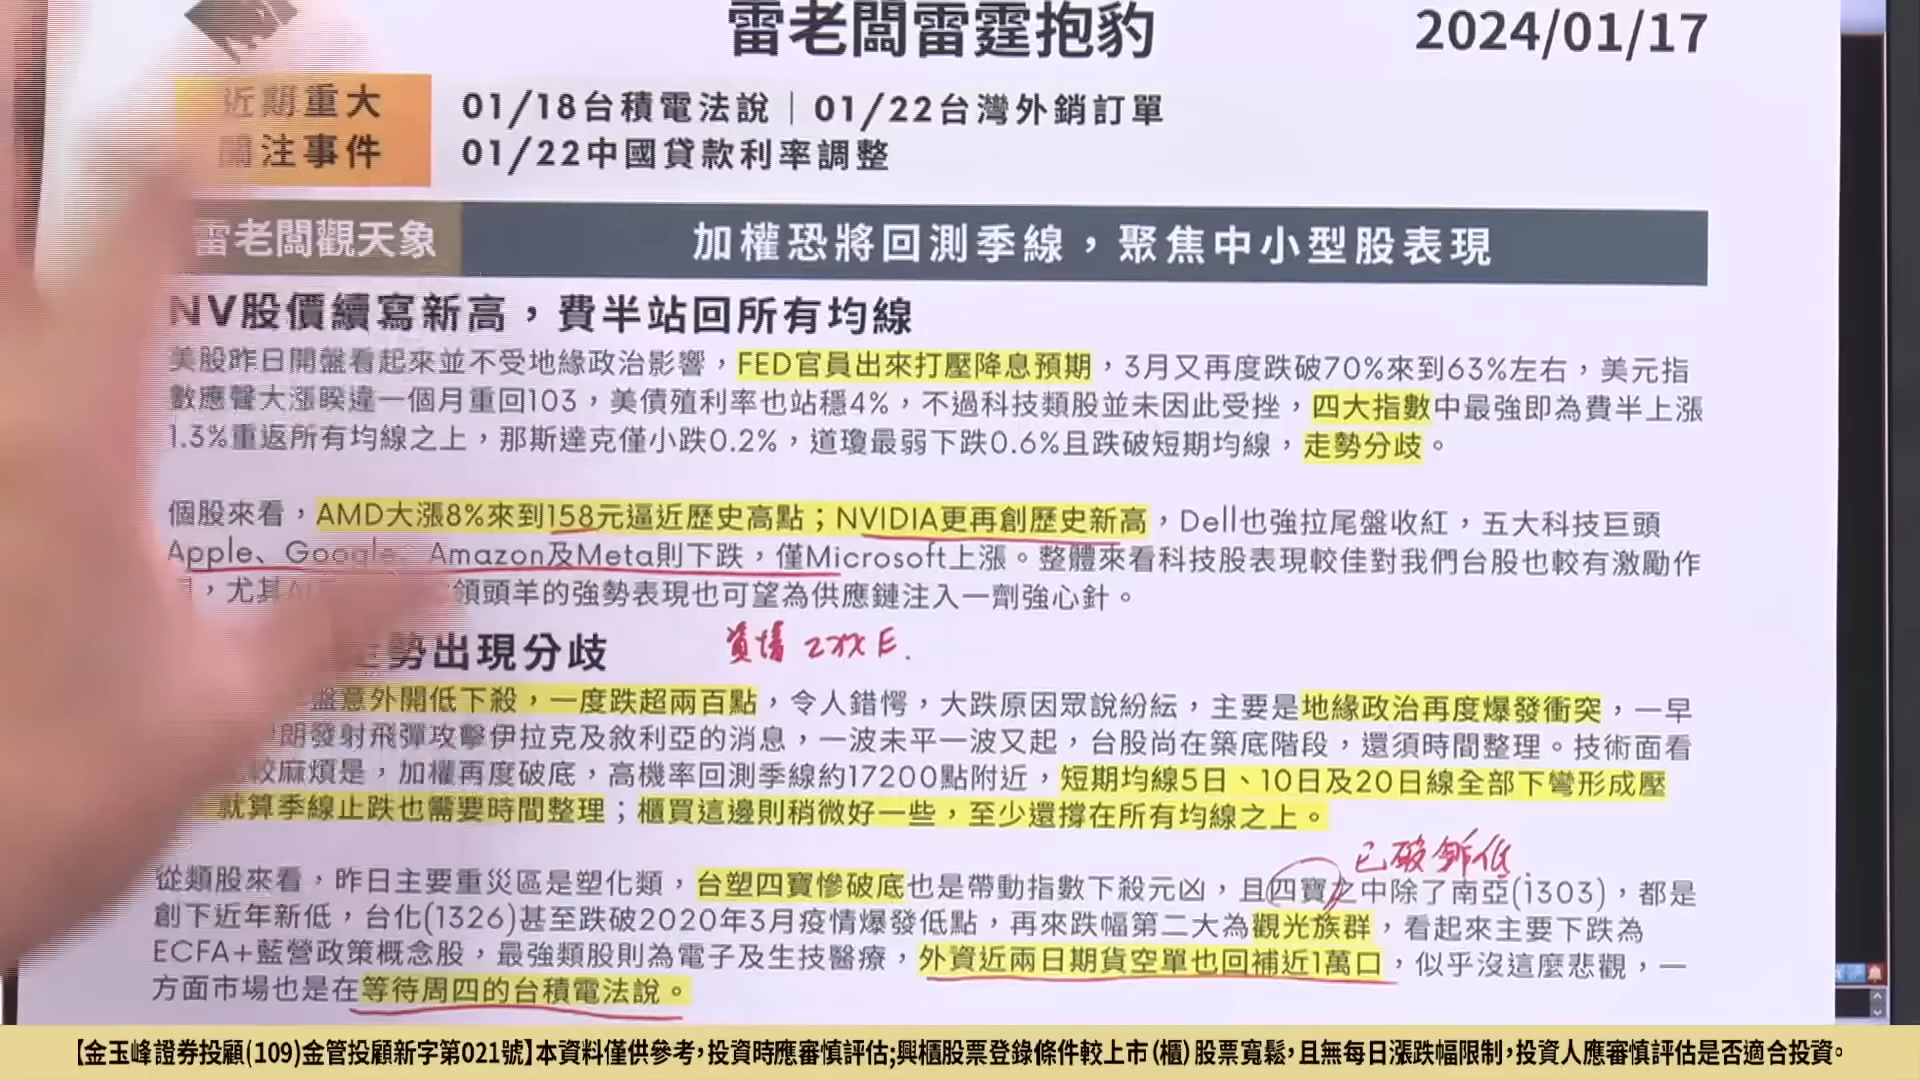 雷老闆雷霆抱豹
2024/01/17
近期重大
關注事件
01/18台積電法說｜01/22台灣外銷訂單
01/22中國貸款利率調整
雷老闆觀天象
加權恐將回測季線，聚焦中小型股表現
NV股價續寫新高，費半站回所有均線
美股昨日開盤看起來並不受地緣政治影響，FED官員出來打壓降息預期，3月又再度跌破70%來到63%左右，美元指
數應聲大漲睽違一個月重回103，美債殖利率也站穩4%，不過科技類股並未因此受挫，四大指數中最強即為費半上漲
1.3%重返所有均線之上，那斯達克僅小跌0.2%，道瓊最弱下跌0.6%且跌破短期均線，走勢分歧。
個股來看，AMD大漲8%來到158元逼近歷史高點；NVIDIA更再創歷史新高，Dell也強拉尾盤收紅，五大科技巨頭
Apple、Google、Amazon及Meta則下跌，僅Microsoft上漲。整體來看科技股表現較佳對我們台股也較有激勵作
，尤其 領頭羊的強勢表現也可望為供應鏈注入一劑強心針。
走勢出現分歧
盤意外開低下殺，一度跌超兩百點，令人錯愕，大跌原因眾說紛紜，主要是地緣政治再度爆發衝突，一早
朗發射飛彈攻擊伊拉克及敘利亞的消息，一波未平一波又起，台股尚在築底階段，還須時間整理。技術面看
較麻煩是，加權再度破底，高機率回測季線約17200點附近，短期均線5日、10日及20日線全部下彎形成壓
就算季線止跌也需要時間整理；櫃買這邊則稍微好一些，至少還撐在所有均線之上。
已破新低
從類股來看，昨日主要重災區是塑化類，台塑四寶慘破底也是帶動指數下殺元凶，且四寶之中除了南亞(1303)，都是
創下近年新低，台化(1326)甚至跌破2020年3月疫情爆發低點，再來跌幅第二大為觀光族群，看起來主要下跌為
ECFA+藍營政策概念股，最強類股則為電子及生技醫療，外資近兩日期貨空單也回補近1萬口，似乎沒這麼悲觀，一
方面市場也是在等待周四的台積電法說。
【金玉峰證券投顧(109)金管投顧新字第021號】本資料僅供參考，投資時應審慎評估;興櫃股票登錄條件較上市(櫃)股票寬鬆，且無每日漲跌幅限制，投資人應審慎評估是否適合投資。